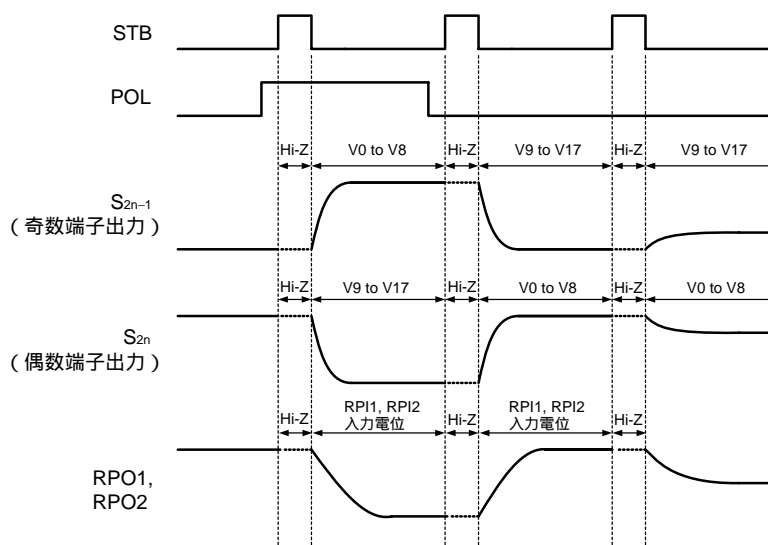 STB
POL
Hi-Z V0 to V8 Hi-Z V9 to V17 Hi-Z V9 to V17
S2n−1
（奇数端子出力）
Hi-Z V9 to V17 Hi-Z V0 to V8 Hi-Z V0 to V8
S2n
（偶数端子出力）
Hi-Z RPI1, RPI2 Hi-Z RPI1, RPI2 Hi-Z
入力電位 入力電位
RPO1,
RPO2